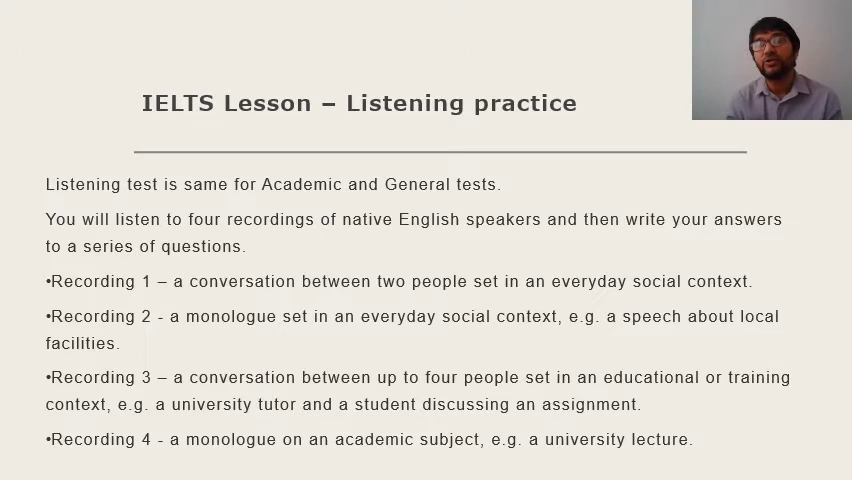 IELTS Lesson – Listening practice
Listening test is same for Academic and General tests.
You will listen to four recordings of native English speakers and then write your answers
to a series of questions.
•Recording 1 – a conversation between two people set in an everyday social context.
•Recording 2 - a monologue set in an everyday social context, e.g. a speech about local
facilities.
•Recording 3 – a conversation between up to four people set in an educational or training
context, e.g. a university tutor and a student discussing an assignment.
•Recording 4 - a monologue on an academic subject, e.g. a university lecture.